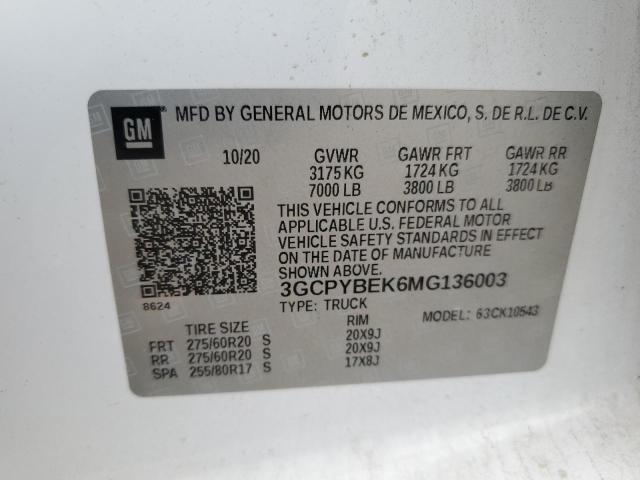 GM MFD BY GENERAL MOTORS DE MEXICO, S. DE R.L. DE C.V.
10/20 GVWR GAWR FRT GAWR RR
3175 KG 1724 KG 1724 KG
7000 LB 3800 LB 3800 LB
THIS VEHICLE CONFORMS TO ALL
APPLICABLE U.S. FEDERAL MOTOR
VEHICLE SAFETY STANDARDS IN EFFECT
ON THE DATE OF MANUFACTURE
3GCPYBEK6MG136003
8624
TYPE: TRUCK MODEL: 63CK10543
TIRE SIZE RIM
FRT 275/60R20 S 20X9J
RR 275/60R20 S 20X9J
SPA 255/80R17 S 17X8J